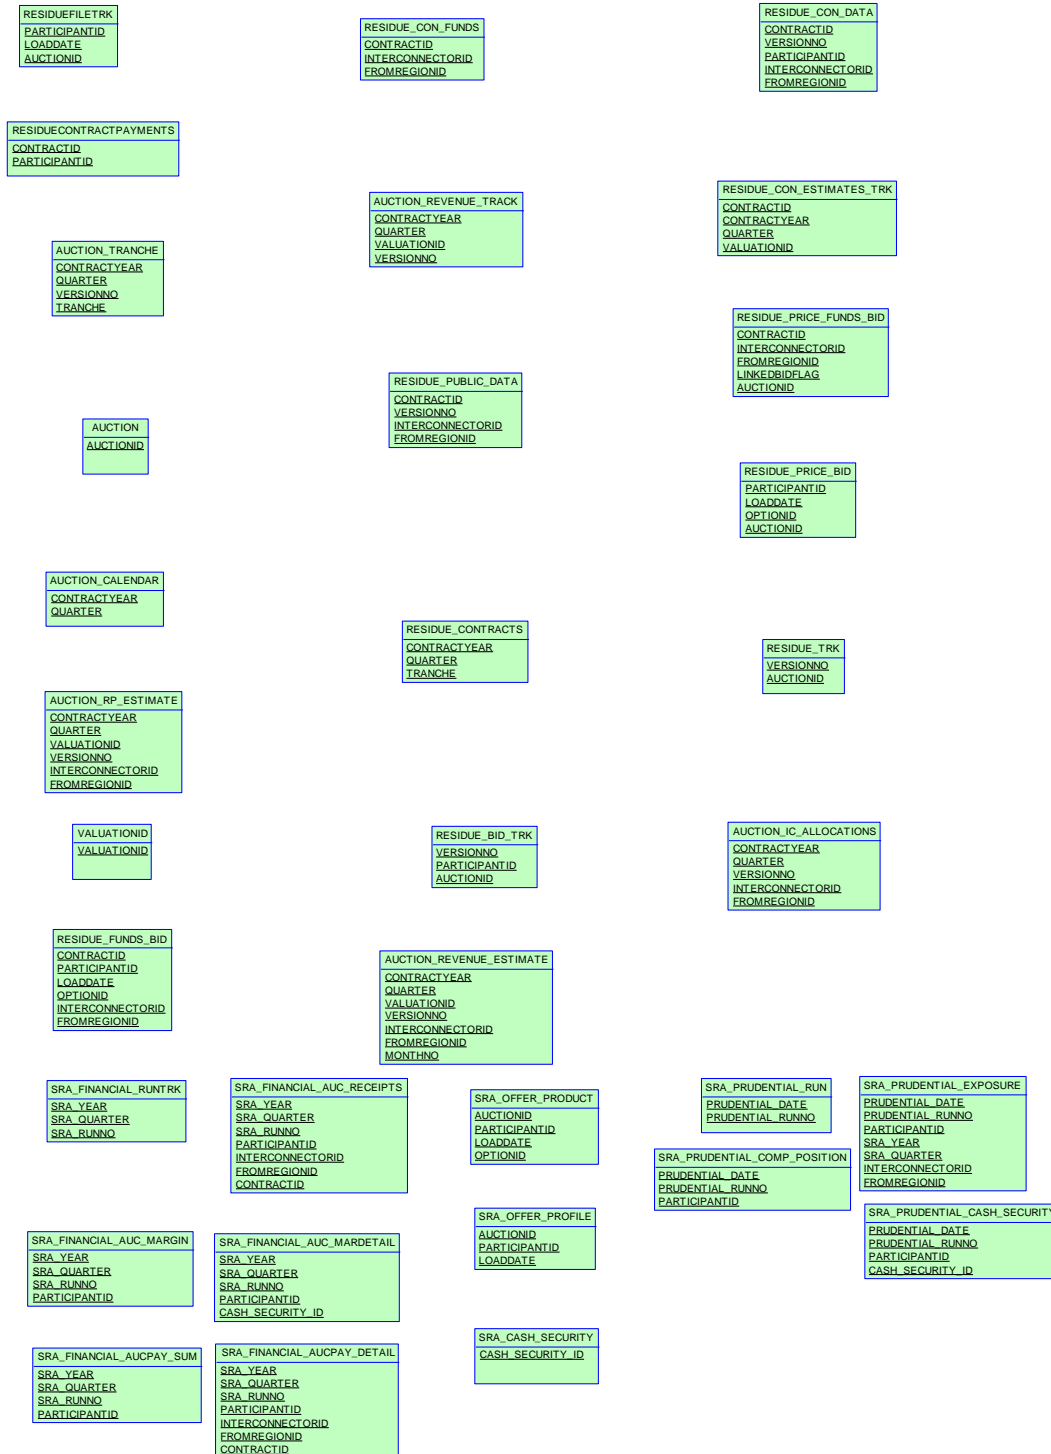 RESIDUEFILETRK
PARTICIPANTID
LOADDATE
AUCTIONID
RESIDUE_CON_FUNDS
CONTRACTID
INTERCONNECTORID
FROMREGIONID
RESIDUE_CON_DATA
CONTRACTID
VERSIONNO
PARTICIPANTID
INTERCONNECTORID
FROMREGIONID
RESIDUECONTRACTPAYMENTS
CONTRACTID
PARTICIPANTID
AUCTION_REVENUE_TRACK
CONTRACTYEAR
QUARTER
VALUATIONID
VERSIONNO
RESIDUE_CON_ESTIMATES_TRK
CONTRACTID
CONTRACTYEAR
QUARTER
VALUATIONID
AUCTION_TRANCHE
CONTRACTYEAR
QUARTER
VERSIONNO
TRANCHE
RESIDUE_PRICE_FUNDS_BID
CONTRACTID
INTERCONNECTORID
FROMREGIONID
LINKEDBIDFLAG
AUCTIONID
RESIDUE_PUBLIC_DATA
CONTRACTID
VERSIONNO
INTERCONNECTORID
FROMREGIONID
AUCTION
AUCTIONID
RESIDUE_PRICE_BID
PARTICIPANTID
LOADDATE
OPTIONID
AUCTIONID
AUCTION_CALENDAR
CONTRACTYEAR
QUARTER
RESIDUE_CONTRACTS
CONTRACTYEAR
QUARTER
TRANCHE
RESIDUE_TRK
VERSIONNO
AUCTIONID
AUCTION_RP_ESTIMATE
CONTRACTYEAR
QUARTER
VALUATIONID
VERSIONNO
INTERCONNECTORID
FROMREGIONID
VALUATIONID
VALUATIONID
RESIDUE_BID_TRK
VERSIONNO
PARTICIPANTID
AUCTIONID
AUCTION_IC_ALLOCATIONS
CONTRACTYEAR
QUARTER
VERSIONNO
INTERCONNECTORID
FROMREGIONID
RESIDUE_FUNDS_BID
CONTRACTID
PARTICIPANTID
LOADDATE
OPTIONID
INTERCONNECTORID
FROMREGIONID
AUCTION_REVENUE_ESTIMATE
CONTRACTYEAR
QUARTER
VALUATIONID
VERSIONNO
INTERCONNECTORID
FROMREGIONID
MONTHNO
SRA_FINANCIAL_RUNTRK
SRA_YEAR
SRA_QUARTER
SRA_RUNNO
SRA_FINANCIAL_AUC_RECEIPTS
SRA_YEAR
SRA_QUARTER
SRA_RUNNO
PARTICIPANTID
INTERCONNECTORID
FROMREGIONID
CONTRACTID
SRA_OFFER_PRODUCT
AUCTIONID
PARTICIPANTID
LOADDATE
OPTIONID
SRA_PRUDENTIAL_RUN
PRUDENTIAL_DATE
PRUDENTIAL_RUNNO
SRA_PRUDENTIAL_EXPOSURE
PRUDENTIAL_DATE
PRUDENTIAL_RUNNO
PARTICIPANTID
SRA_YEAR
SRA_QUARTER
INTERCONNECTORID
FROMREGIONID
SRA_PRUDENTIAL_COMP_POSITION
PRUDENTIAL_DATE
PRUDENTIAL_RUNNO
PARTICIPANTID
SRA_OFFER_PROFILE
AUCTIONID
PARTICIPANTID
LOADDATE
SRA_PRUDENTIAL_CASH_SECURITY
PRUDENTIAL_DATE
PRUDENTIAL_RUNNO
PARTICIPANTID
CASH_SECURITY_ID
SRA_FINANCIAL_AUC_MARGIN
SRA_YEAR
SRA_QUARTER
SRA_RUNNO
PARTICIPANTID
SRA_FINANCIAL_AUC_MARDETAIL
SRA_YEAR
SRA_QUARTER
SRA_RUNNO
PARTICIPANTID
CASH_SECURITY_ID
SRA_CASH_SECURITY
CASH_SECURITY_ID
SRA_FINANCIAL_AUCPAY_SUM
SRA_YEAR
SRA_QUARTER
SRA_RUNNO
PARTICIPANTID
SRA_FINANCIAL_AUCPAY_DETAIL
SRA_YEAR
SRA_QUARTER
SRA_RUNNO
PARTICIPANTID
INTERCONNECTORID
FROMREGIONID
CONTRACTID